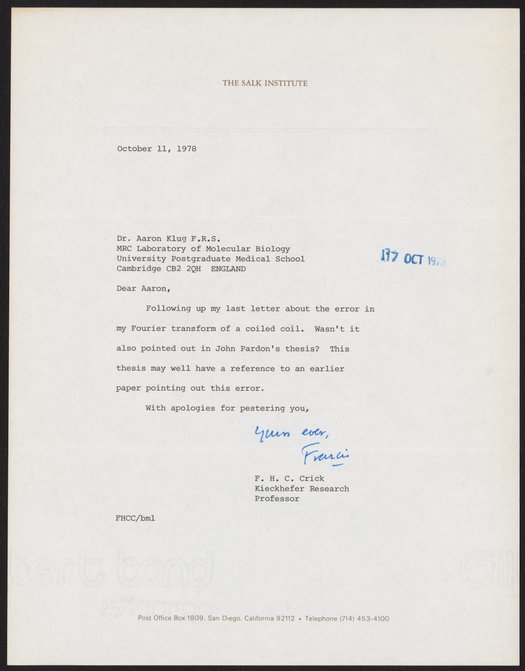 THE SALK INSTITUTE
October 11, 1978
Dr. Aaron Klug F.R.S.
MRC Laboratory of Molecular Biology
University Postgraduate Medical School
Cambridge CB2 2QH ENGLAND
17 OCT 1978
Dear Aaron,
Following up my last letter about the error in
my Fourier transform of a coiled coil. Wasn't it
also pointed out in John Pardon's thesis? This
thesis may well have a reference to an earlier
paper pointing out this error.
With apologies for pestering you,
Yours ever,
Francis
F. H. C. Crick
Kieckhefer Research
Professor
FHCC/bml
bond
25%
Post Office Box 1809, San Diego, California 92112 • Telephone (714) 453-4100